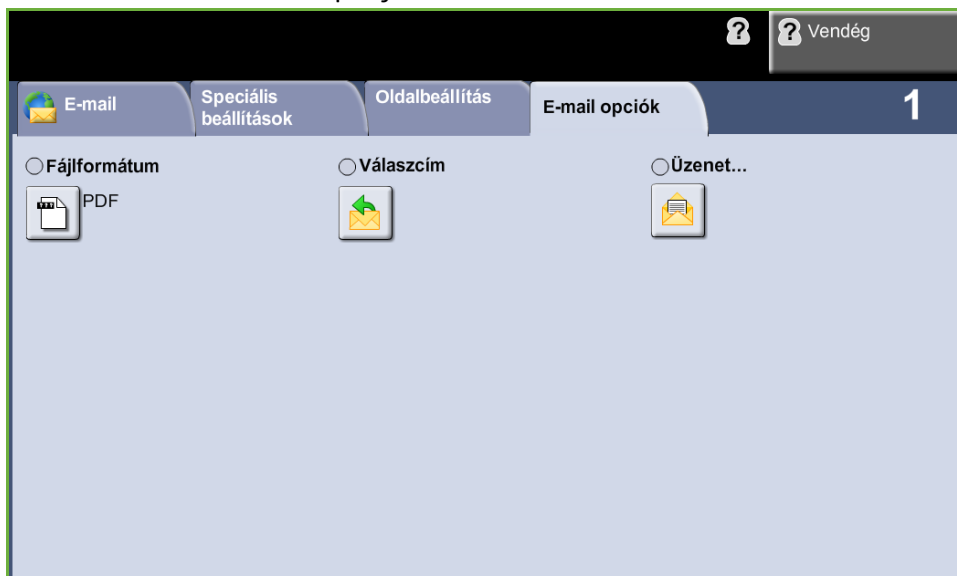 Vendég
E-mail
Speciális
beállítások
Oldalbeállítás
E-mail opciók
1
Fájlformátum
Válaszcím
Üzenet...
PDF